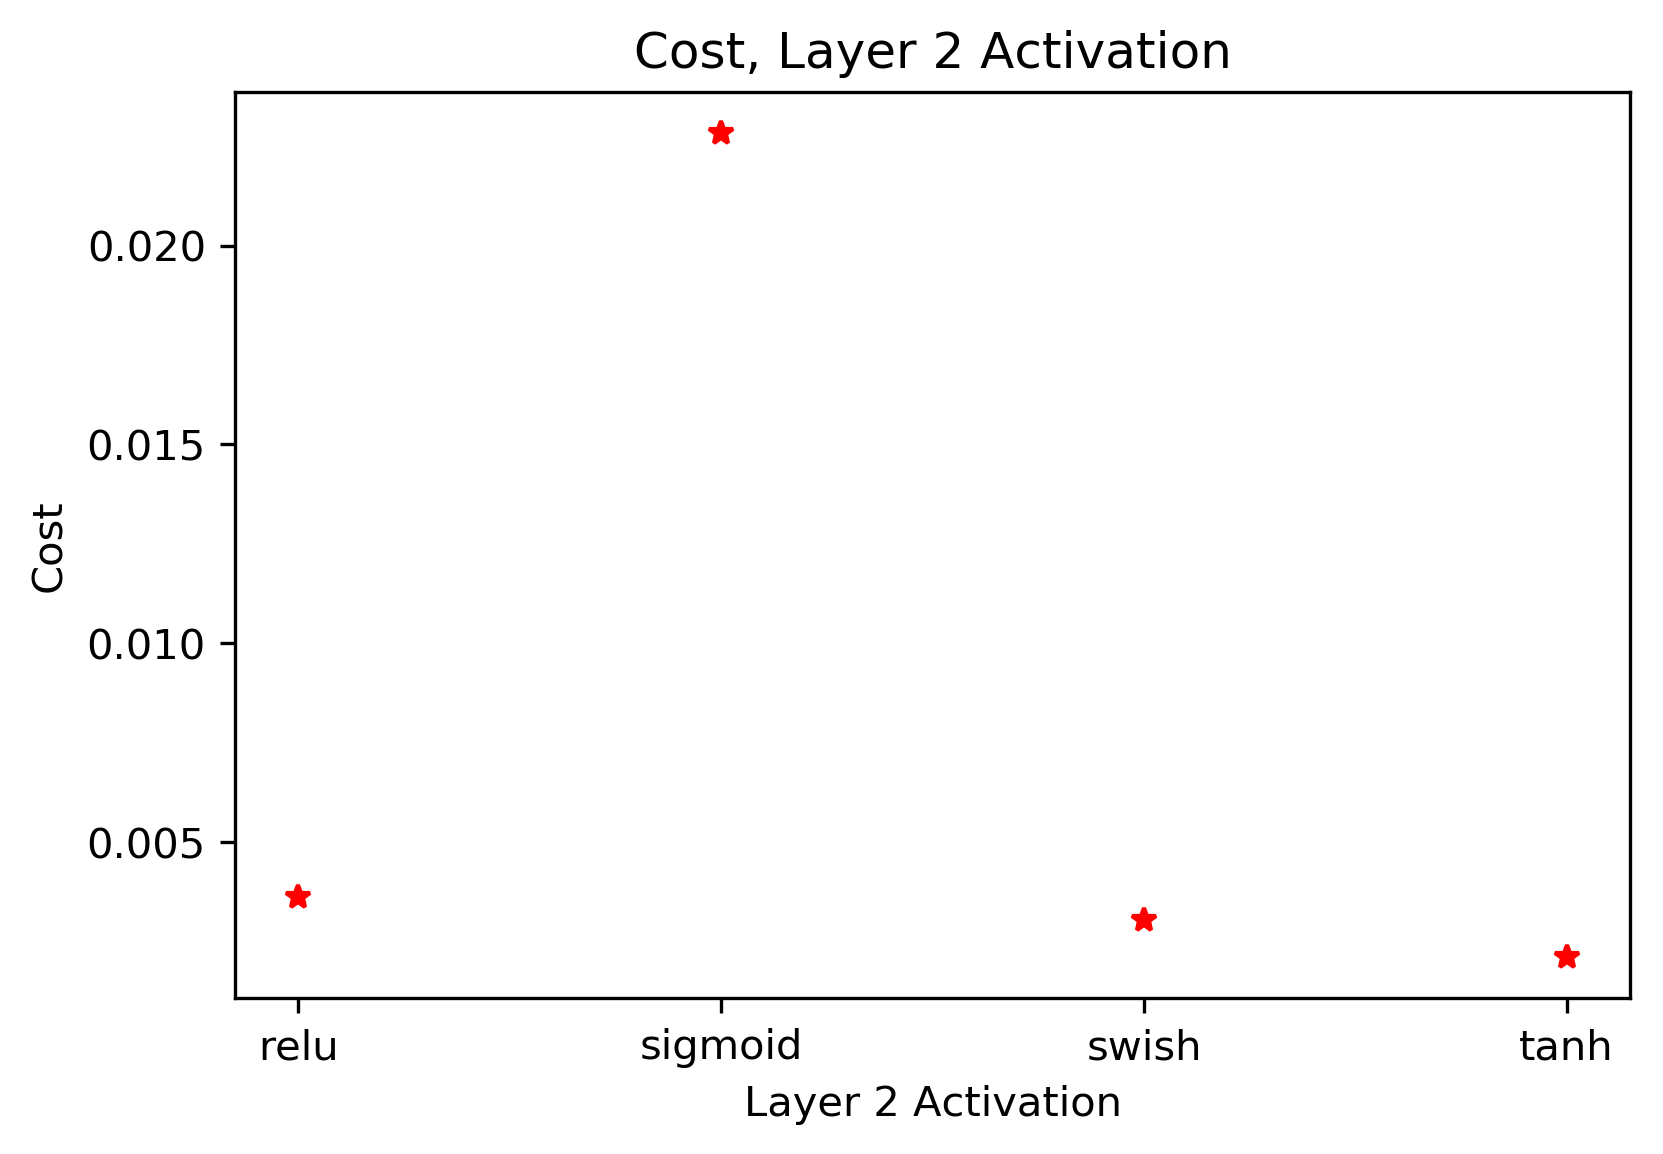 Cost, Layer 2 Activation
Cost
0.020
0.015
0.010
0.005
relu sigmoid swish tanh
Layer 2 Activation